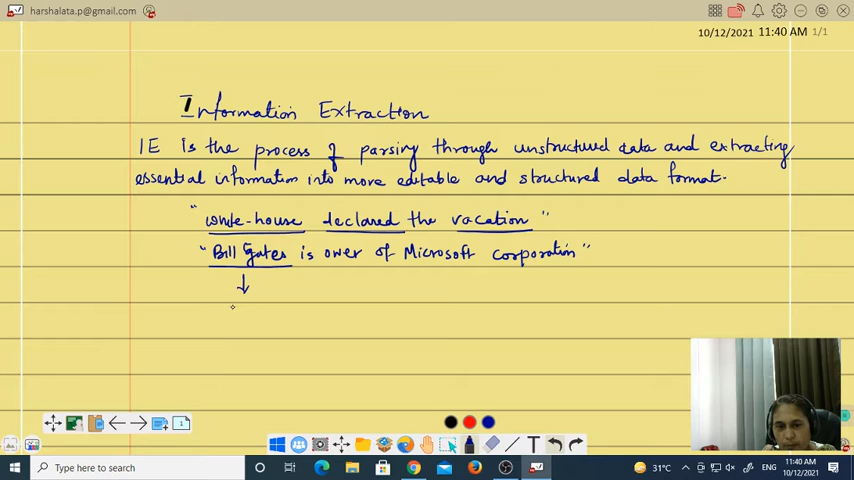 harshalata.p@gmail.com
10/12/2021 11:40 AM 1/1
Information Extraction
IE is the process of parsing through unstructured data and extracting
essential information into more editable and structured data format.
"White-house declared the vacation"
"Bill Gates is ower of Microsoft corporation"
1
T
Type here to search
31°C
ENG
11:40 AM
10/12/2021